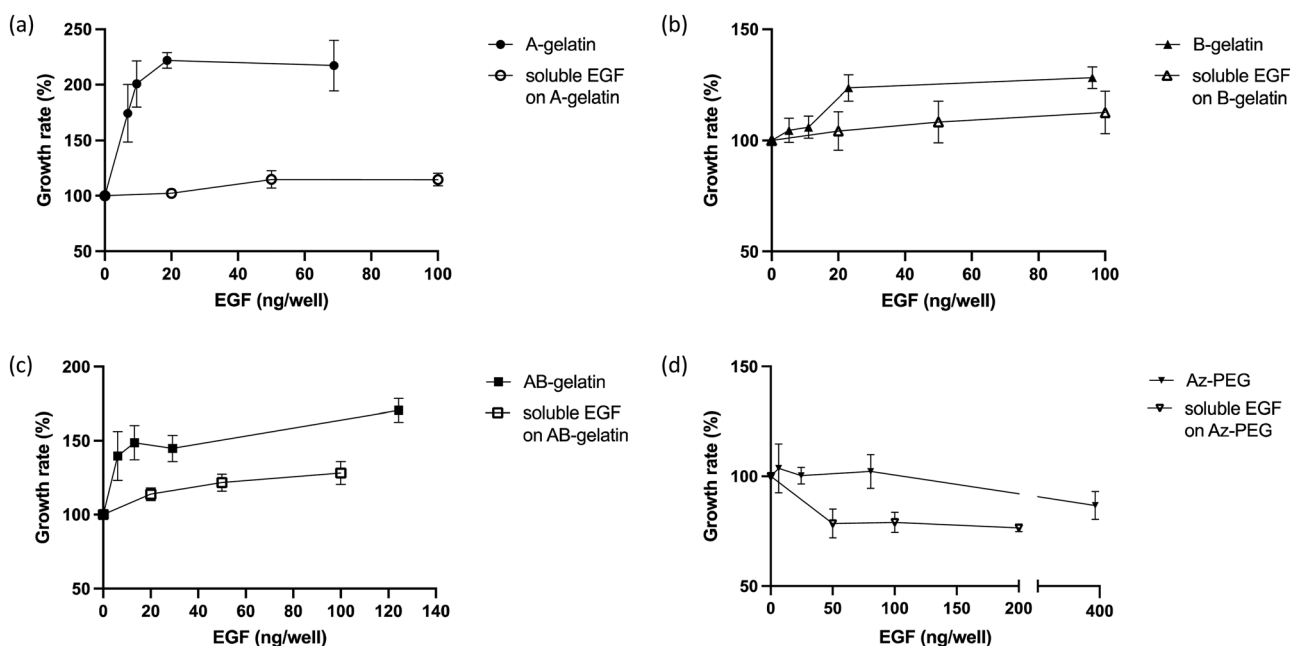 (a)
250
200
150
100
50
Growth rate (%)
0 20 40 60 80 100
EGF (ng/well)
A-gelatin
soluble EGF
on A-gelatin
(b)
150
100
50
Growth rate (%)
0 20 40 60 80 100
EGF (ng/well)
B-gelatin
soluble EGF
on B-gelatin
(c)
200
150
100
50
Growth rate (%)
0 20 40 60 80 100 120 140
EGF (ng/well)
AB-gelatin
soluble EGF
on AB-gelatin
(d)
150
100
50
Growth rate (%)
0 50 100 150 200 400
EGF (ng/well)
Az-PEG
soluble EGF
on Az-PEG